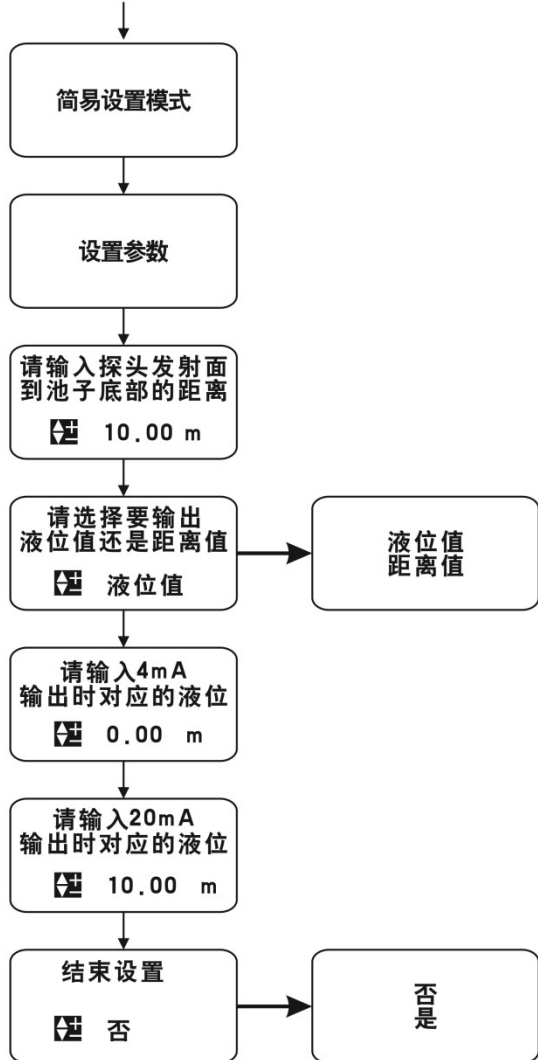 简易设置模式
设置参数
请输入探头发射面
到池子底部的距离
10.00 m
请选择要输出
液位值还是距离值
液位值
液位值
距离值
请输入4mA
输出时对应的液位
0.00 m
请输入20mA
输出时对应的液位
10.00 m
结束设置
否
否
是